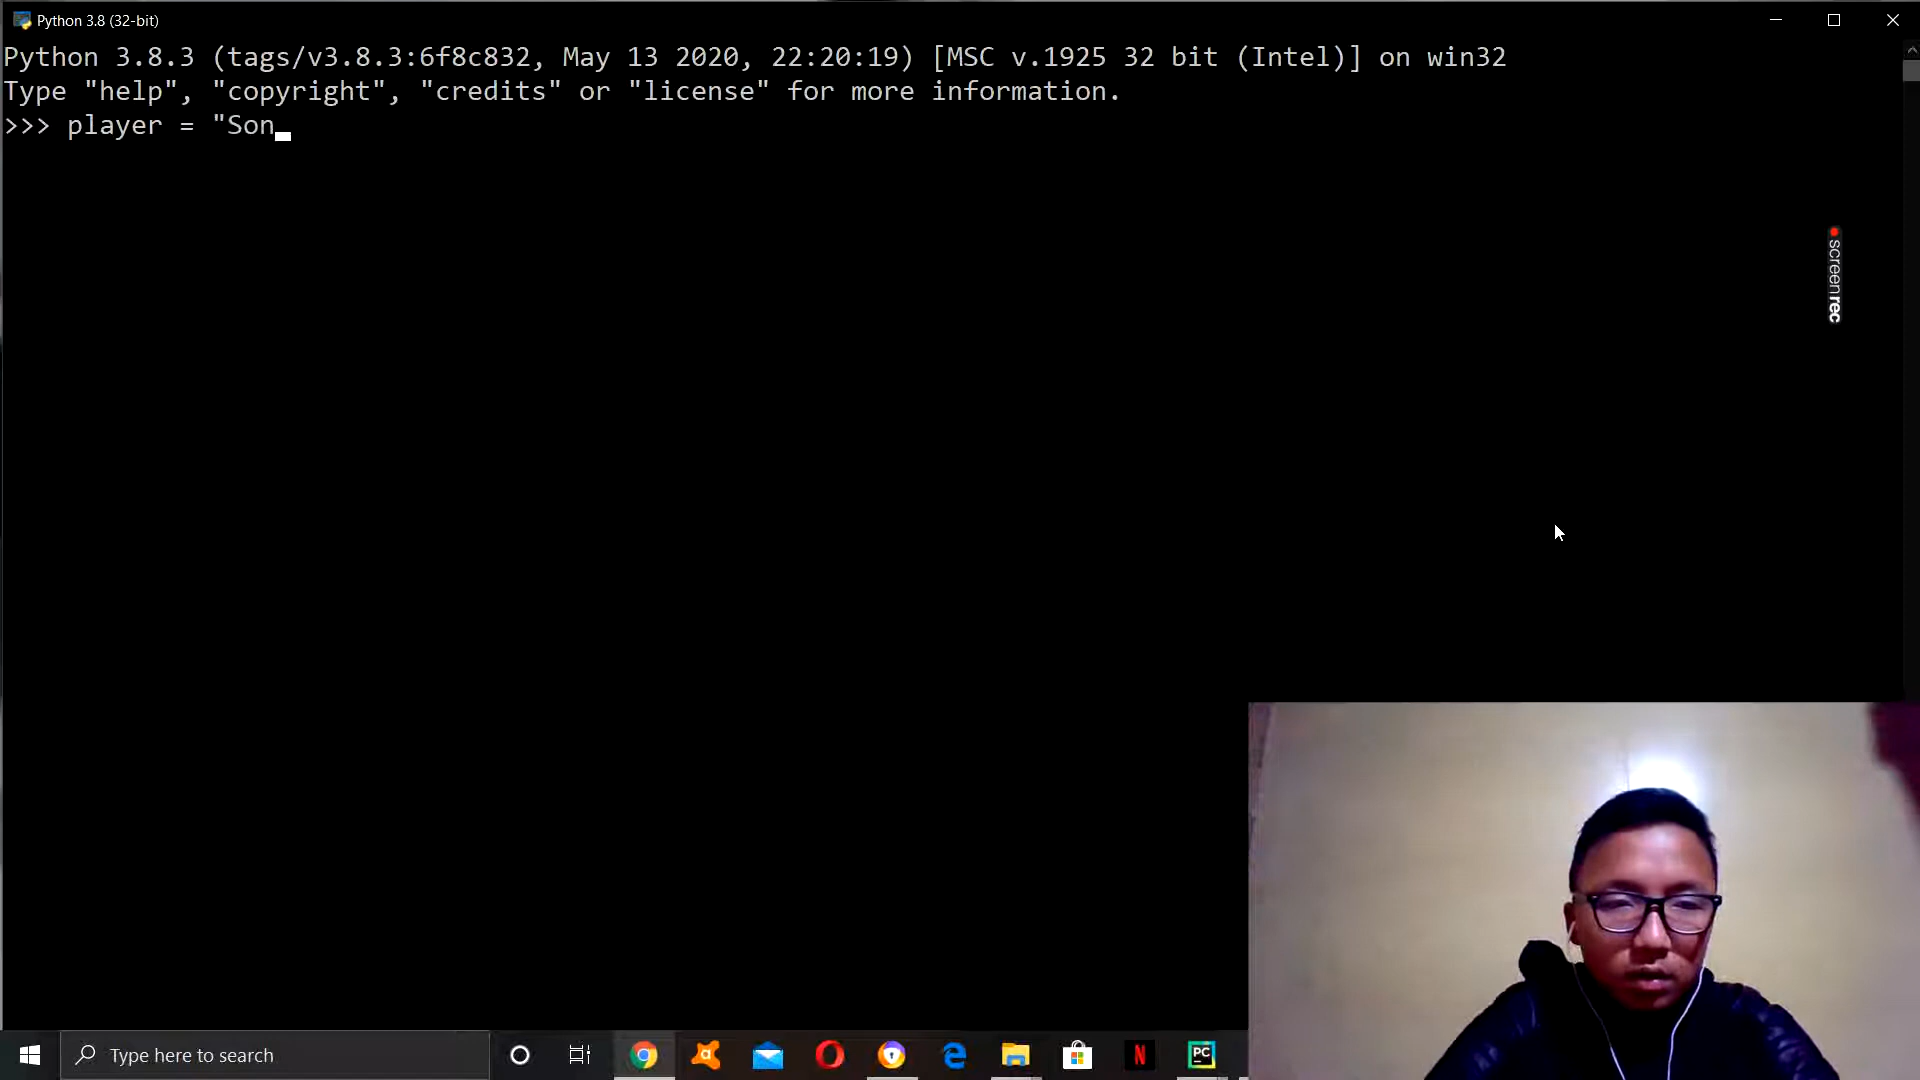 Python 3.8 (32-bit)
Python 3.8.3 (tags/v3.8.3:6f8c832, May 13 2020, 22:20:19) [MSC v.1925 32 bit (Intel)] on win32
Type "help", "copyright", "credits" or "license" for more information.
>>> player = "Son
screenrec
Type here to search
N
PC